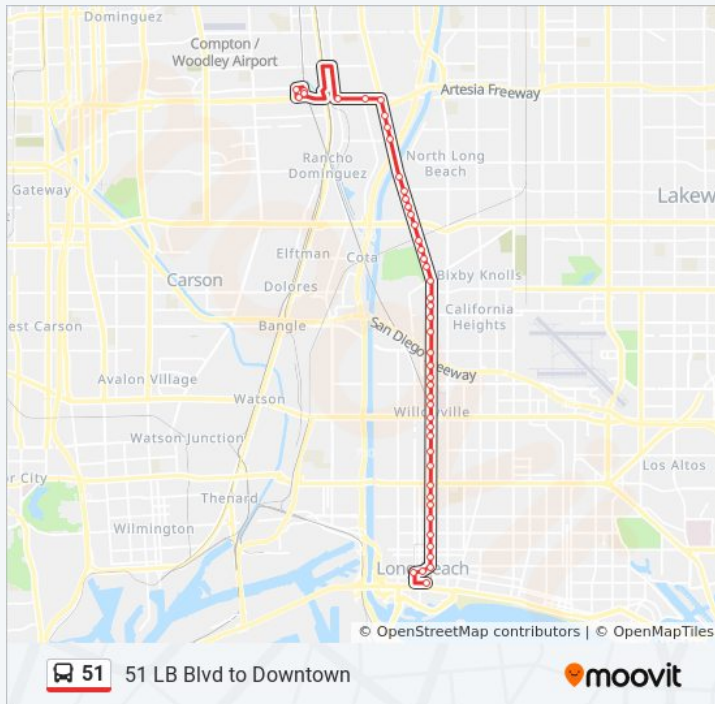 Dominguez
Compton /
Woodley Airport
Artesia Freeway
Rancho
Dominguez
North Long
Beach
Gateway
Lakew
Elftman
Cota
Carson
Dolores
Bixby Knolls
California
Heights
est Carson
Bangle
San Diego Freeway
Avalon Village
Watson
Willowville
Watson Junction
Los Altos
or City
Thenard
Wilmington
Long Beach
© OpenStreetMap contributors | © OpenMapTiles
51 51 LB Blvd to Downtown
moovit